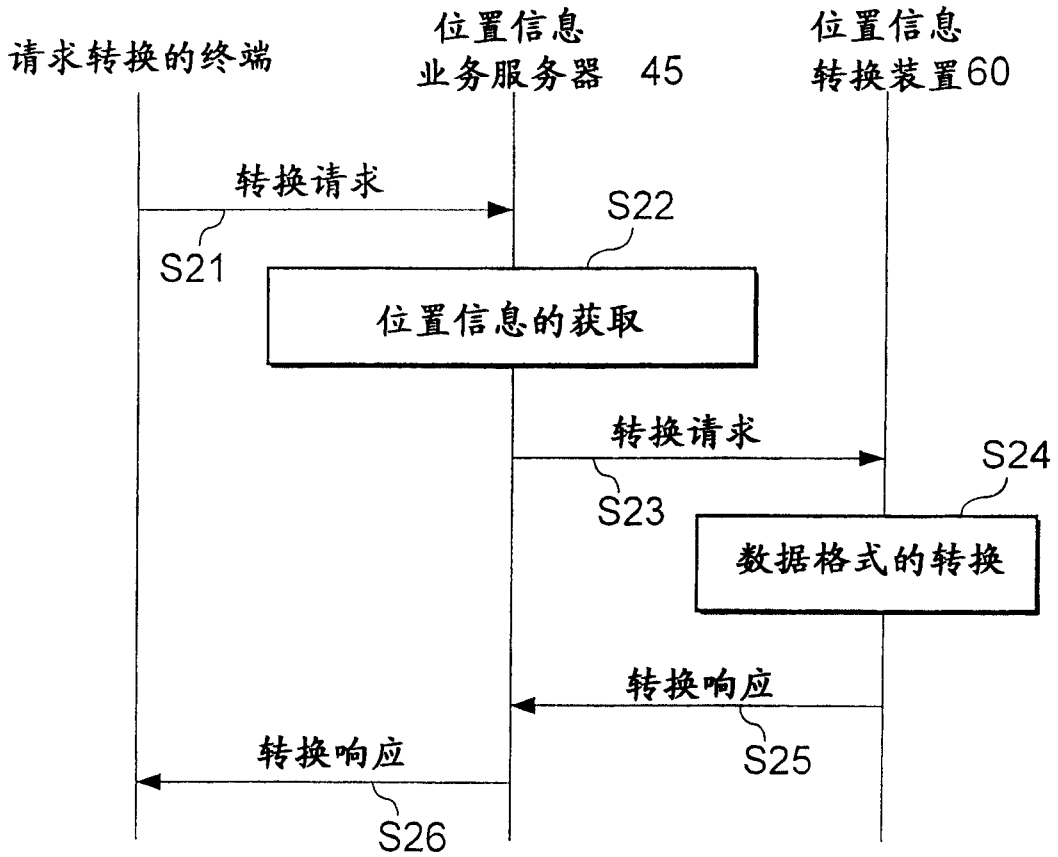 请求转换的终端
位置信息
业务服务器 45
位置信息
转换装置60
转换请求
S21
S22
位置信息的获取
转换请求
S23
S24
数据格式的转换
转换响应
S25
转换响应
S26